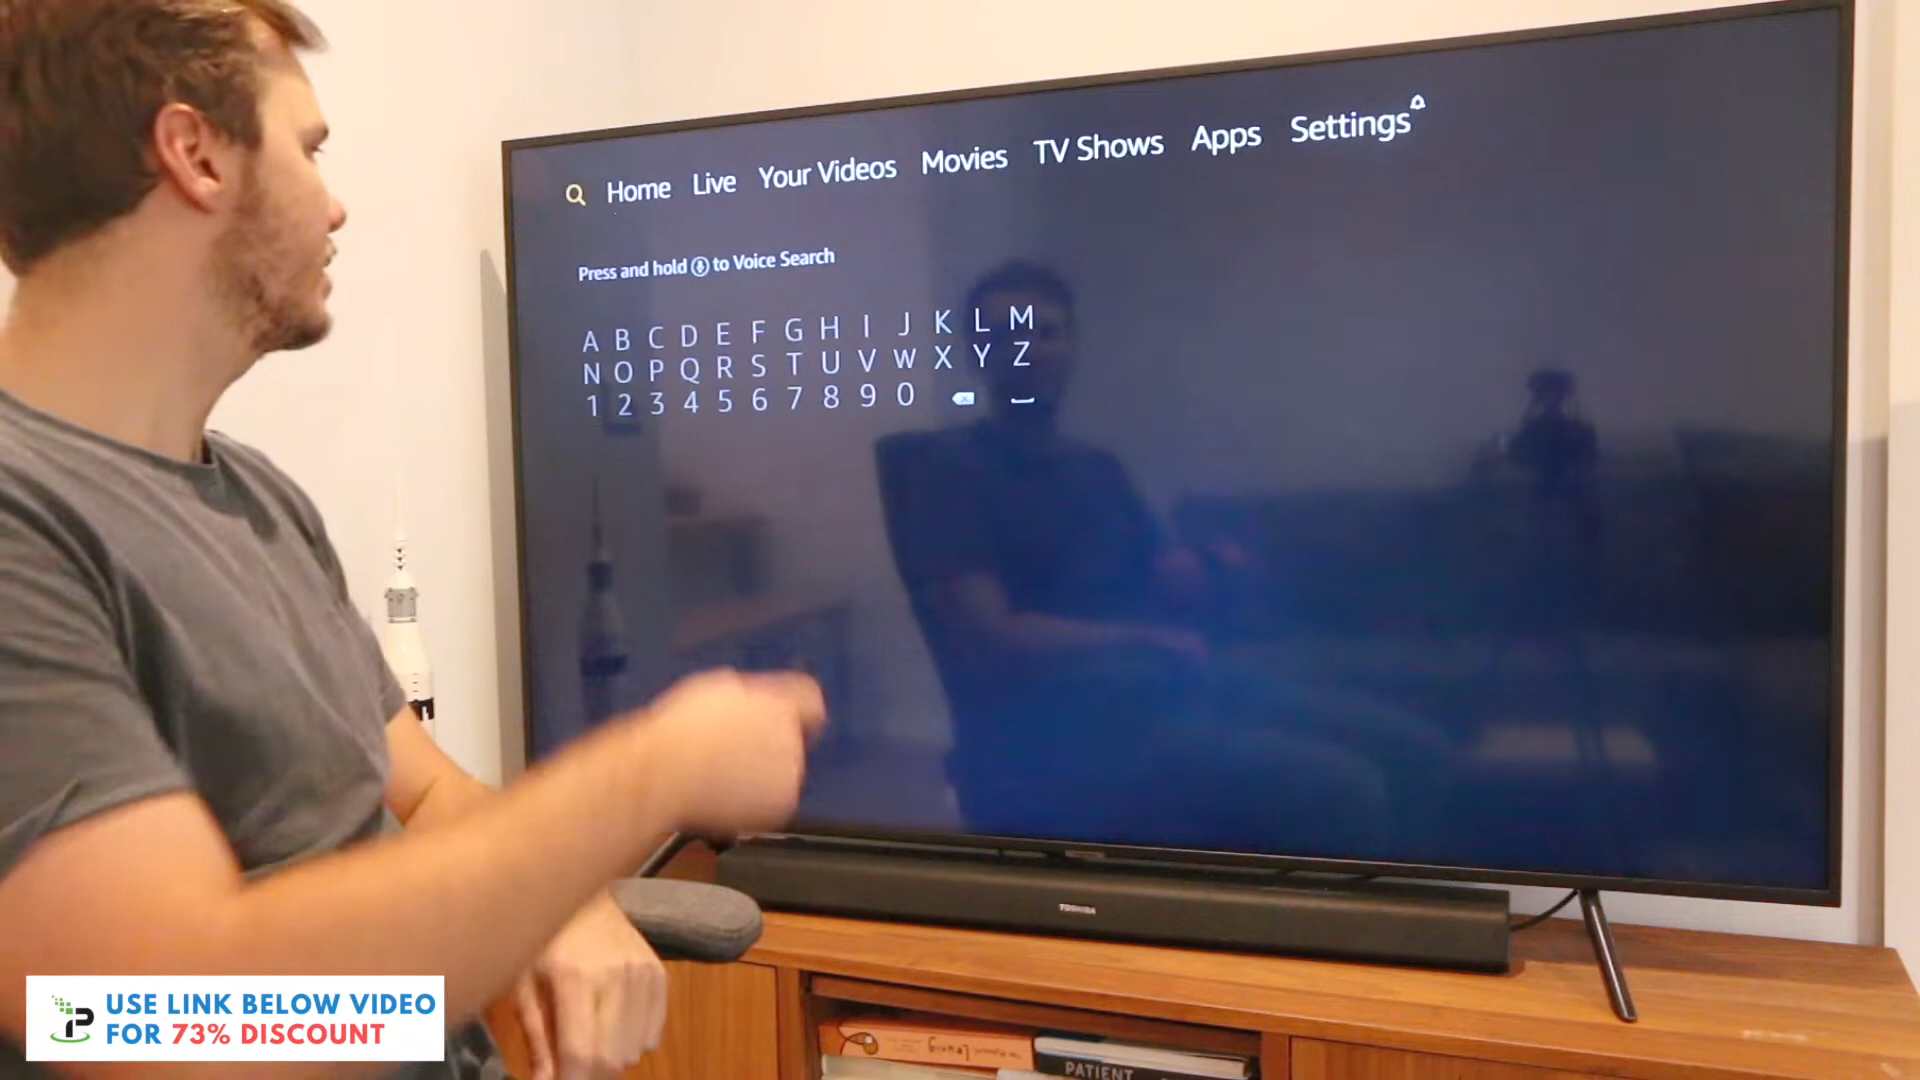 Home Live Your Videos Movies TV Shows Apps Settings
Press and hold to Voice Search
A B C D E F G H I J K L M
N O P Q R S T U V W X Y Z
1 2 3 4 5 6 7 8 9 0
TOSHIBA
PATIENT
USE LINK BELOW VIDEO
FOR 73% DISCOUNT